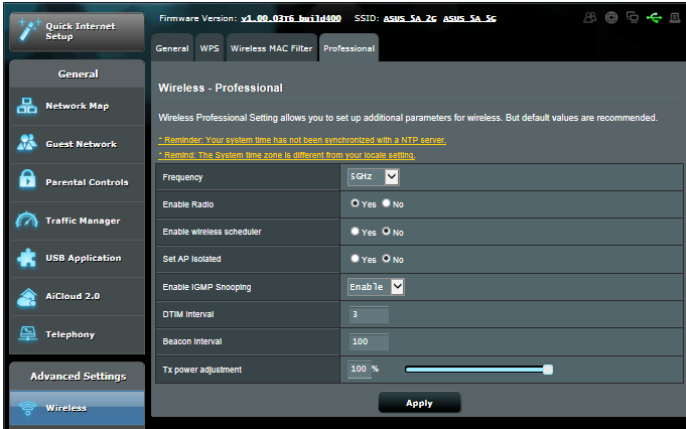 Quick Internet
Setup
Firmware Version: v1.00.03T6 build400 SSID: ASUS_SA_2G ASUS_SA_5G
General WPS Wireless MAC Filter Professional
General
Network Map
Guest Network
Parental Controls
Traffic Manager
USB Application
AiCloud 2.0
Telephony
Advanced Settings
Wireless
Wireless - Professional
Wireless Professional Setting allows you to set up additional parameters for wireless. But default values are recommended.
* Reminder: Your system time has not been synchronized with a NTP server.
* Remind: The System time zone is different from your locale setting.
Frequency 5GHz
Enable Radio Yes No
Enable wireless scheduler Yes No
Set AP Isolated Yes No
Enable IGMP Snooping Enable
DTIM Interval 3
Beacon Interval 100
Tx power adjustment 100 %
Apply